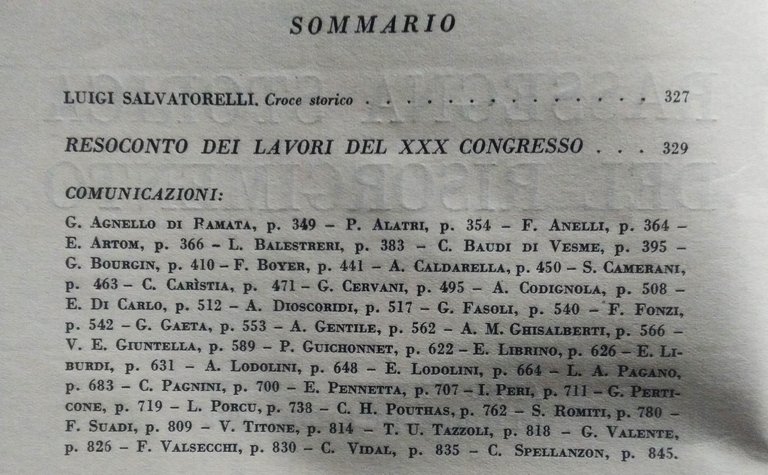 SOMMARIO
LUIGI SALVATORELLI. Croce storico . . . . . . . . . . . . . . . 327
RESOCONTO DEI LAVORI DEL XXX CONGRESSO . . . 329
COMUNICAZIONI:
G. AGNELLO DI RAMATA, p. 349 – P. ALATRI, p. 354 – F. ANELLI, p. 364 –
E. ARTOM, p. 366 – L. BALESTRERI, p. 383 – C. BAUDI DI VESME, p. 395 –
G. BOURGIN, p. 410 – F. BOYER, p. 441 – A. CALDARELLA, p. 450 – S. CAMERANI,
p. 463 – C. CARÌSTIA, p. 471 – G. CERVANI, p. 495 – A. CODIGNOLA, p. 508 –
E. DI CARLO, p. 512 – A. DIOSCORIDI, p. 517 – G. FASOLI, p. 540 – F. FONZI,
p. 542 – G. GAETA, p. 553 – A. GENTILE, p. 562 – A. M. GHISALBERTI, p. 566 –
V. E. GIUNTELLA, p. 589 – P. GUICHONNET, p. 622 – E. LIBRINO, p. 626 – E. LI-
BURDI, p. 631 – A. LODOLINI, p. 648 – E. LODOLINI, p. 664 – L. A. PAGANO,
p. 683 – C. PAGNINI, p. 700 – E. PENNETTA, p. 707 – I. PERI, p. 711 – G. PERTI-
CONE, p. 719 – L. PORCU, p. 738 – C. H. POUTHAS, p. 762 – S. ROMITI, p. 780 –
F. SUADI, p. 809 – V. TITONE, p. 814 – T. U. TAZZOLI, p. 818 – G. VALENTE,
p. 826 – F. VALSECCHI, p. 830 – C. VIDAL, p. 835 – C. SPELLANZON, p. 845.
RASSEGNA STORICA
DEL RISORGIMENTO